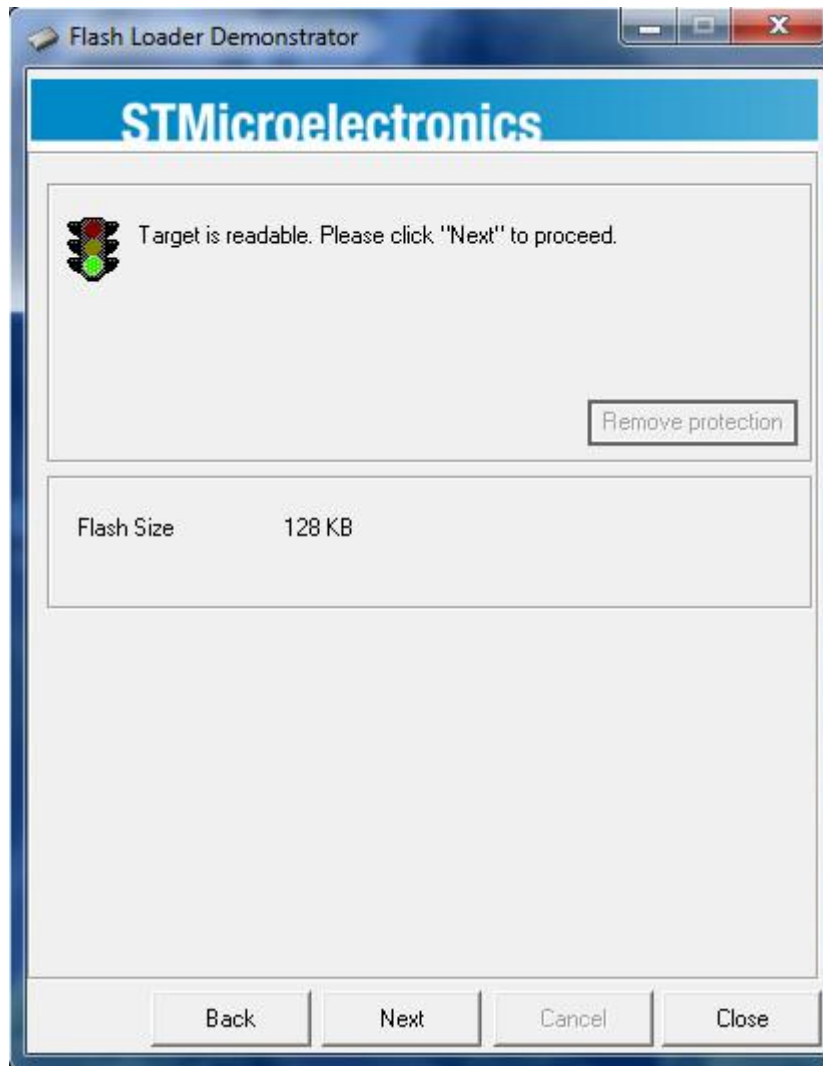 Flash Loader Demonstrator
STMicroelectronics
Target is readable. Please click "Next" to proceed.
Remove protection
Flash Size 128 KB
Back Next Cancel Close